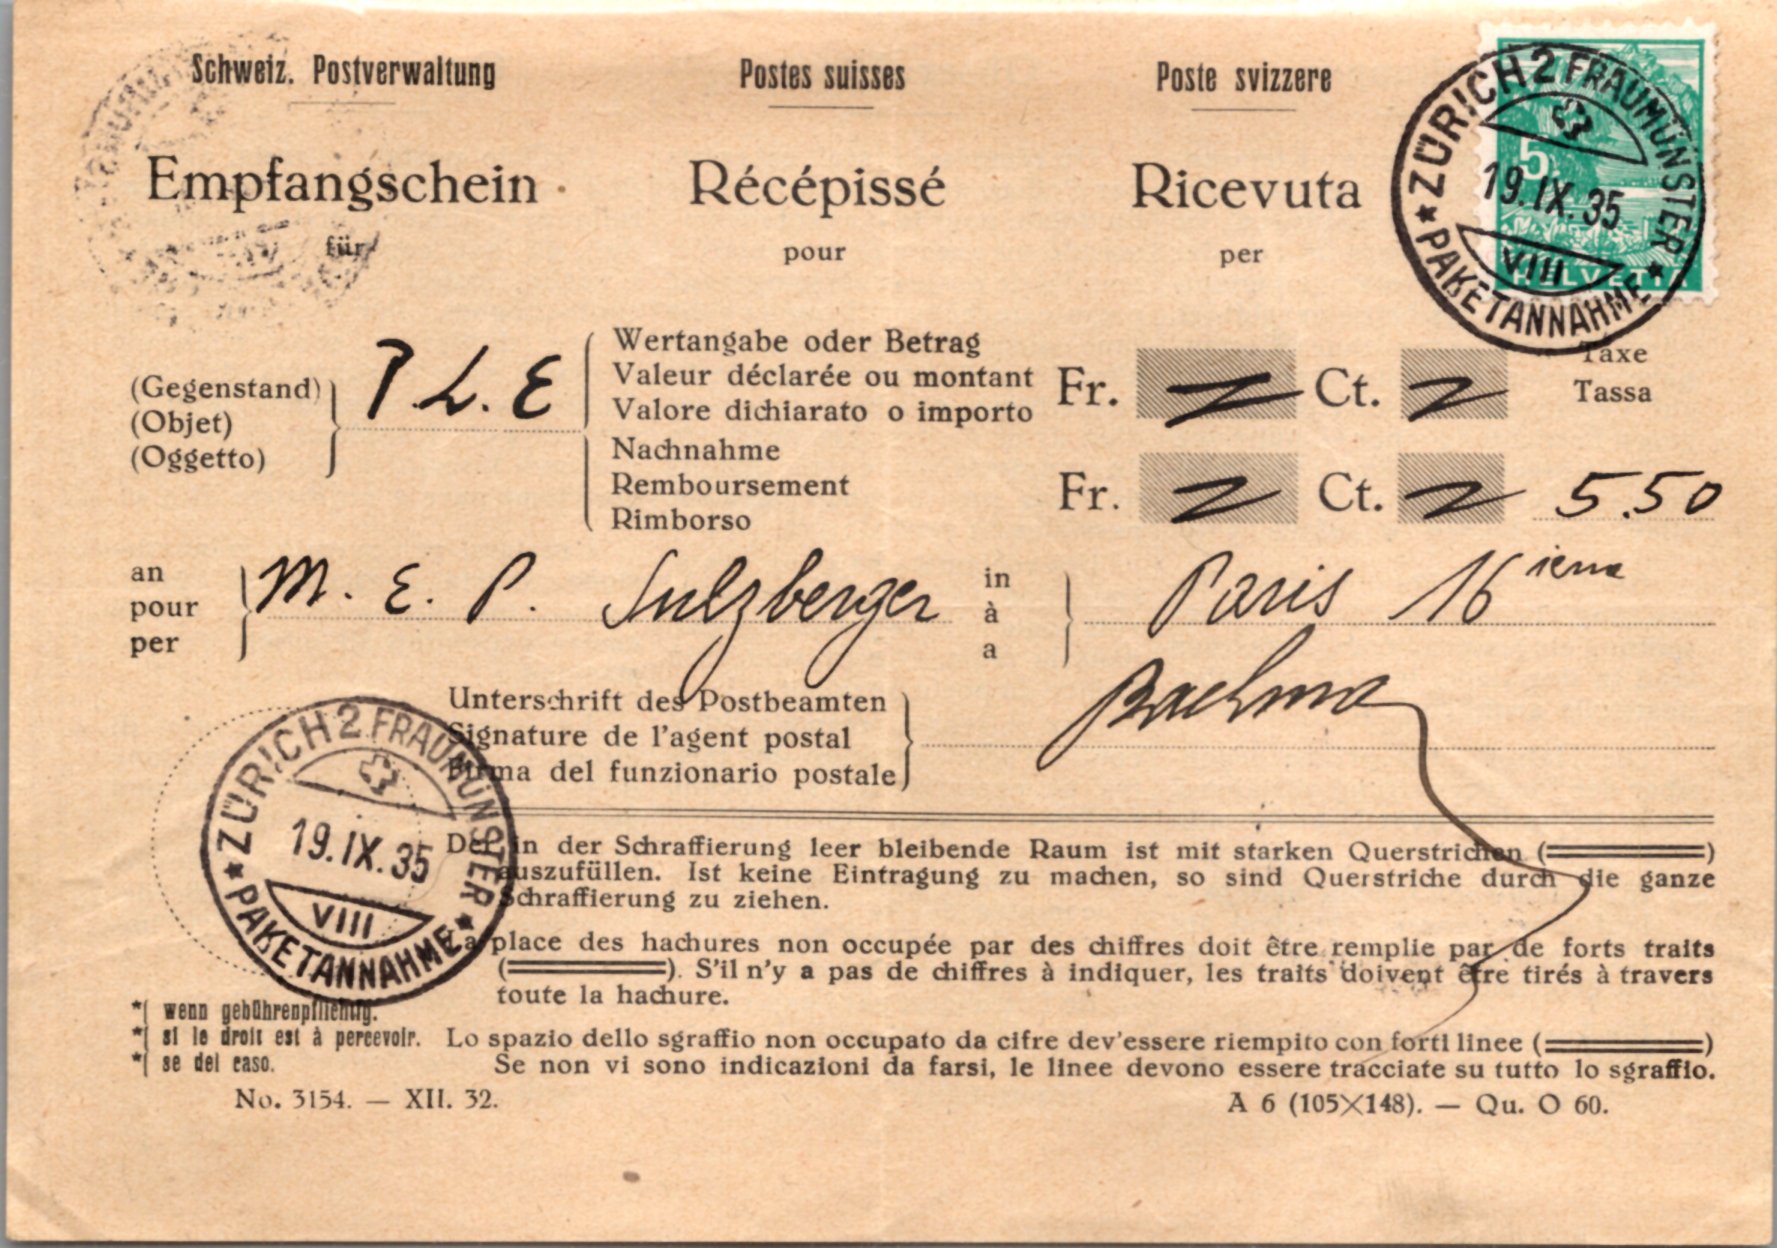 Schweiz. Postverwaltung Postes suisses Poste svizzere
Empfangschein Récépissé Ricevuta
für pour per
5
HELVETIA
ZÜRICH 2 FRAUMÜNSTER
19.IX.35
VIII
* PAKETANNAHME *
(Gegenstand)
(Objet)
(Oggetto)
P.L.E
Wertangabe oder Betrag
Valeur déclarée ou montant
Valore dichiarato o importo
Fr. Ct.
Taxe
Tassa
Nachnahme
Remboursement
Rimborso
Fr. Ct. 5.50
an
pour
per
M. E. P. Sulzberger
in
à
a
Paris 16 ième
Unterschrift des Postbeamten
Signature de l'agent postal
Firma del funzionario postale
ZÜRICH 2 FRAUMÜNSTER
19.IX.35
VIII
* PAKETANNAHME *
Der in der Schraffierung leer bleibende Raum ist mit starken Querstrichen (═════)
auszufüllen. Ist keine Eintragung zu machen, so sind Querstriche durch die ganze
Schraffierung zu ziehen.
La place des hachures non occupée par des chiffres doit être remplie par de forts traits
(═════). S'il n'y a pas de chiffres à indiquer, les traits doivent être tirés à travers
toute la hachure.
*( wenn gebührenpflichtig.
*( si le droit est à percevoir.
*( se del caso.
Lo spazio dello sgraffio non occupato da cifre dev'essere riempito con forti linee (═════)
Se non vi sono indicazioni da farsi, le linee devono essere tracciate su tutto lo sgraffio.
No. 3154. — XII. 32.
A 6 (105×148). — Qu. O 60.